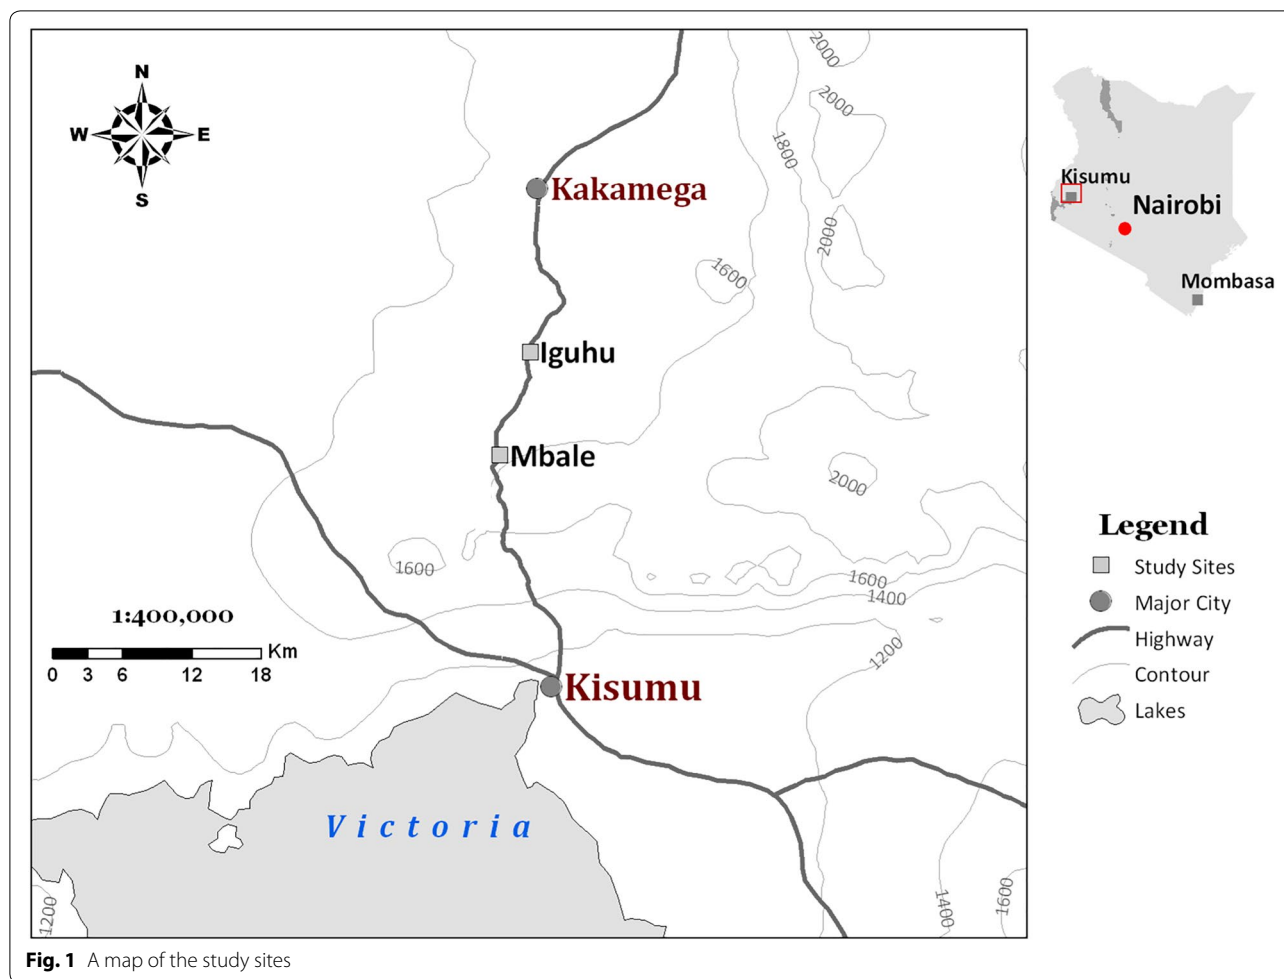 2000
2000
1800
N
W E
S
Kakamega
2000
1600
Iguhu
Mbale
2000
1600
1600
1400
1:400,000
Km
0 3 6 12 18
1200
Kisumu
Victoria
1200
1400
1600
Kisumu
Nairobi
Mombasa
Legend
Study Sites
Major City
Highway
Contour
Lakes
Fig. 1 A map of the study sites